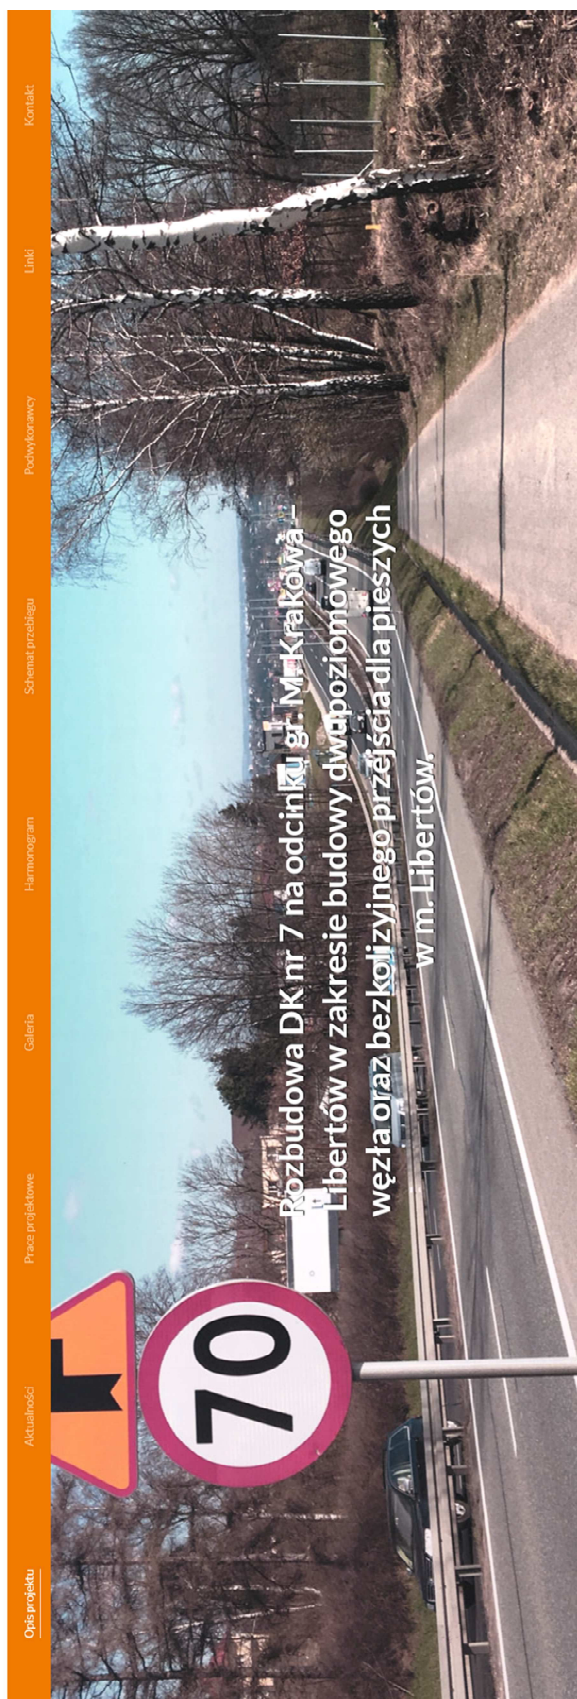 Opis projektu
Aktualności
Prace projektowe
Galeria
Harmonogram
Schemat przebiegu
Podwykonawcy
Linki
Kontakt
Rozbudowa DK nr 7 na odcinku gr. M. Krakowa –
Libertów w zakresie budowy dwupoziomowego
węzła oraz bezkolizyjnego przejścia dla pieszych
w m. Libertów.
70